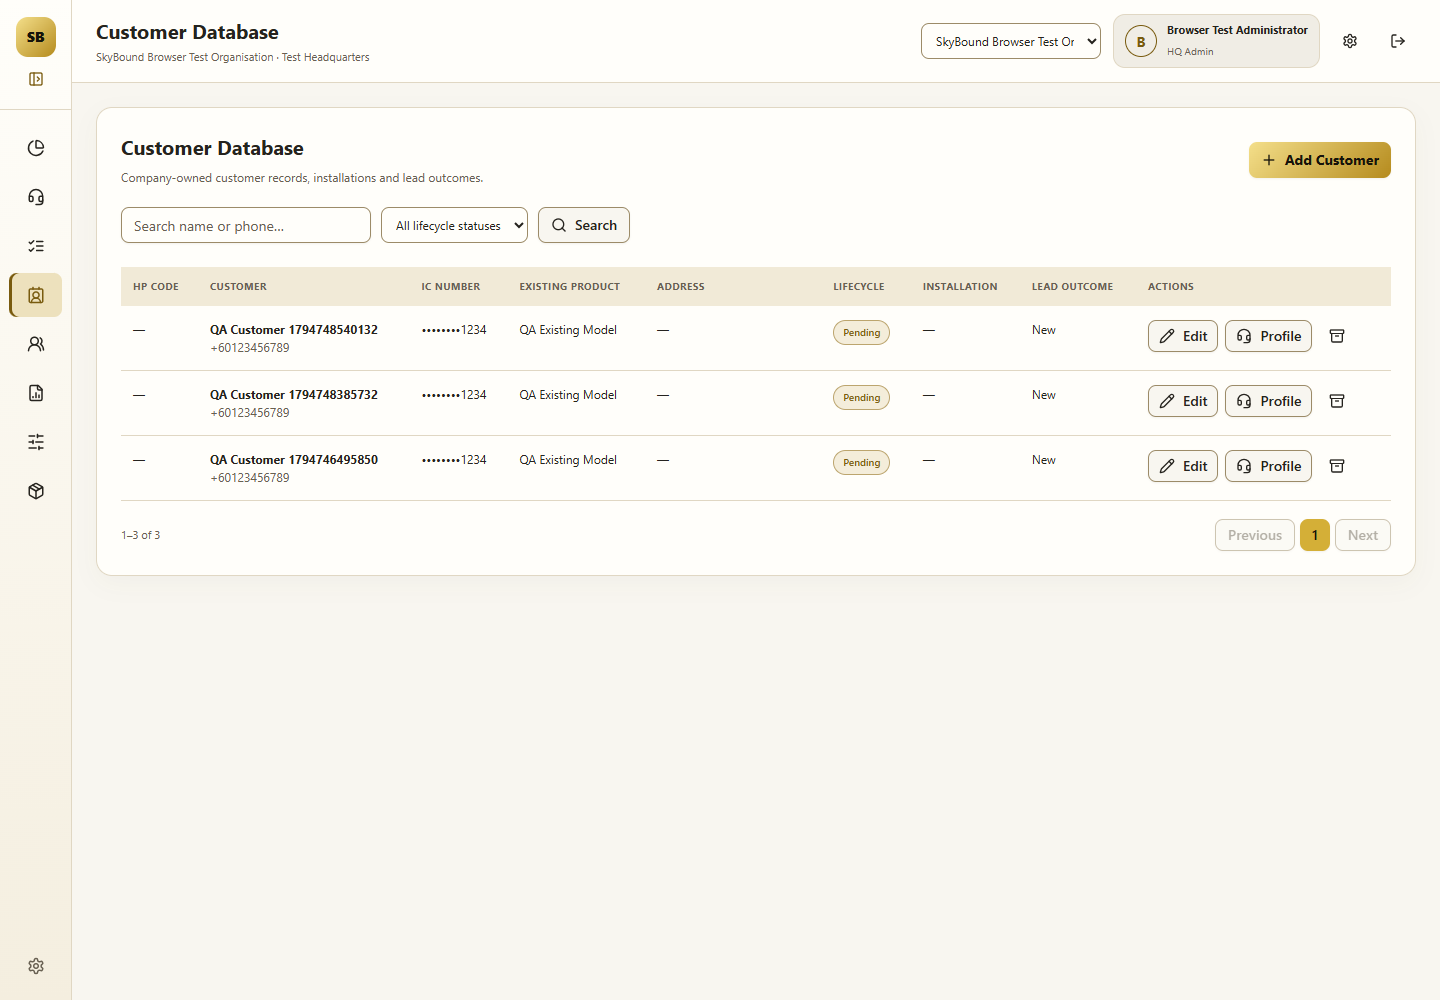 SB
Customer Database
SkyBound Browser Test Organisation · Test Headquarters
SkyBound Browser Test Or
B
Browser Test Administrator
HQ Admin
Customer Database
Company-owned customer records, installations and lead outcomes.
Add Customer
Search name or phone...
All lifecycle statuses
Search
HP CODE CUSTOMER IC NUMBER EXISTING PRODUCT ADDRESS LIFECYCLE INSTALLATION LEAD OUTCOME ACTIONS
— QA Customer 1794748540132 ••••••••1234 QA Existing Model — Pending — New Edit Profile
+60123456789
— QA Customer 1794748385732 ••••••••1234 QA Existing Model — Pending — New Edit Profile
+60123456789
— QA Customer 1794746495850 ••••••••1234 QA Existing Model — Pending — New Edit Profile
+60123456789
1–3 of 3
Previous 1 Next